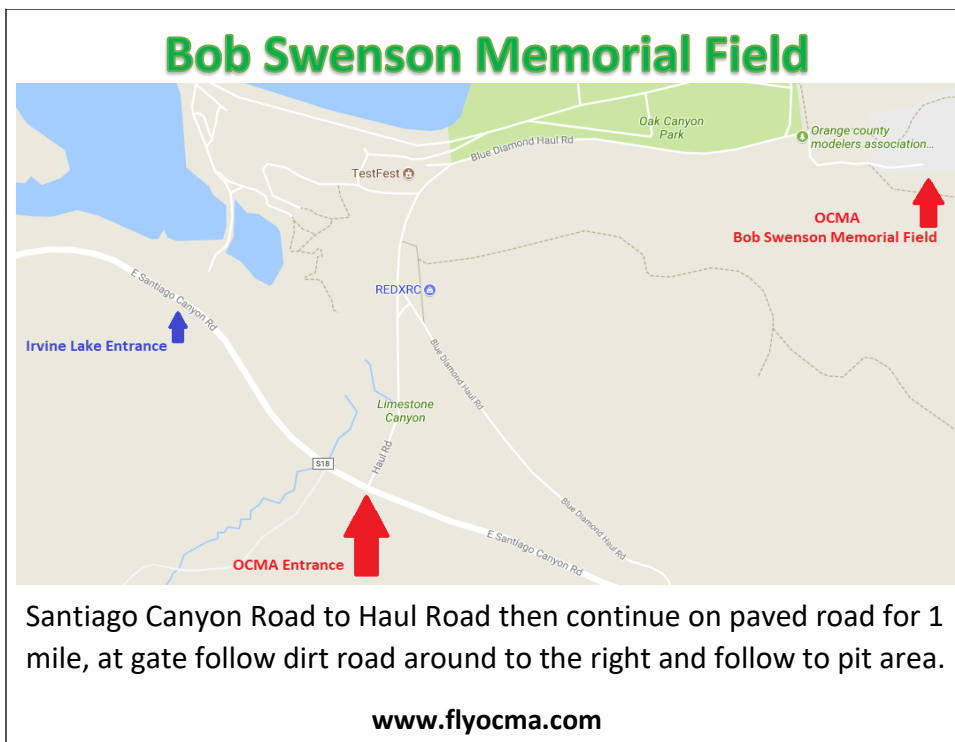 Bob Swenson Memorial Field
Oak Canyon
Park
Orange county
modelers association...
Blue Diamond Haul Rd
TestFest
OCMA
Bob Swenson Memorial Field
E Santiago Canyon Rd
REDXRC
Irvine Lake Entrance
Blue Diamond Haul Rd
Limestone
Canyon
Haul Rd
S18
Blue Diamond Haul Rd
E Santiago Canyon Rd
OCMA Entrance
Santiago Canyon Road to Haul Road then continue on paved road for 1
mile, at gate follow dirt road around to the right and follow to pit area.
www.flyocma.com